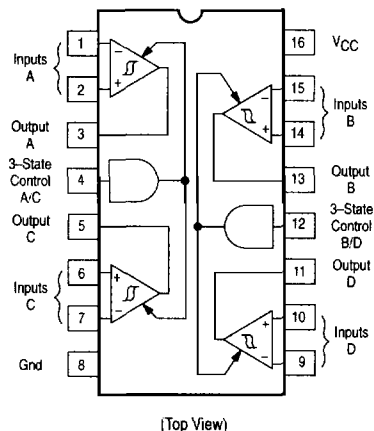 1
Inputs
A
2
−
+
Output
A
3
3–State
Control
A/C
4
Output
C
5
6
Inputs
C
7
+
−
Gnd
8
16
VCC
15
Inputs
B
14
−
+
13
Output
B
12
3–State
Control
B/D
11
Output
D
10
Inputs
D
9
+
−
(Top View)